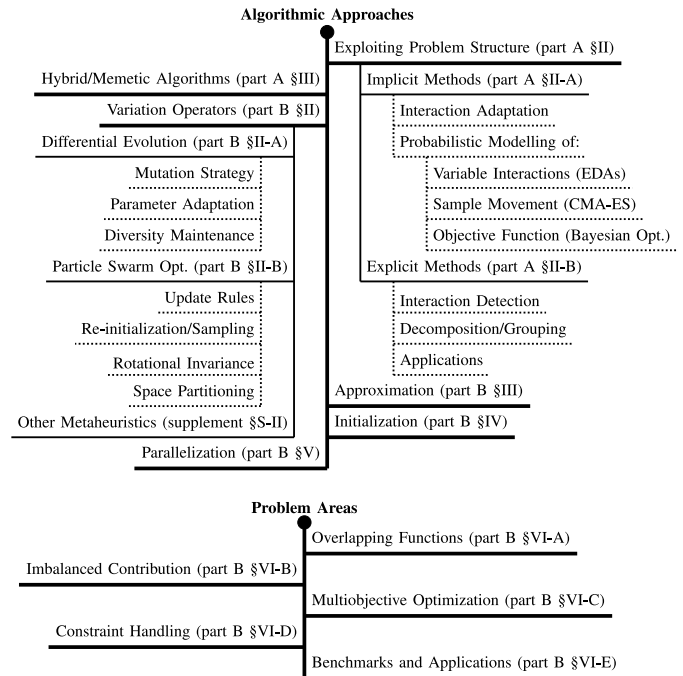 Algorithmic Approaches
Exploiting Problem Structure (part A §II)
Hybrid/Memetic Algorithms (part A §III)
Implicit Methods (part A §II-A)
Variation Operators (part B §II)
Interaction Adaptation
Differential Evolution (part B §II-A)
Probabilistic Modelling of:
Mutation Strategy
Variable Interactions (EDAs)
Parameter Adaptation
Sample Movement (CMA-ES)
Diversity Maintenance
Objective Function (Bayesian Opt.)
Particle Swarm Opt. (part B §II-B)
Explicit Methods (part A §II-B)
Update Rules
Interaction Detection
Re-initialization/Sampling
Decomposition/Grouping
Rotational Invariance
Applications
Space Partitioning
Approximation (part B §III)
Other Metaheuristics (supplement §S-II)
Initialization (part B §IV)
Parallelization (part B §V)
Problem Areas
Overlapping Functions (part B §VI-A)
Imbalanced Contribution (part B §VI-B)
Multiobjective Optimization (part B §VI-C)
Constraint Handling (part B §VI-D)
Benchmarks and Applications (part B §VI-E)